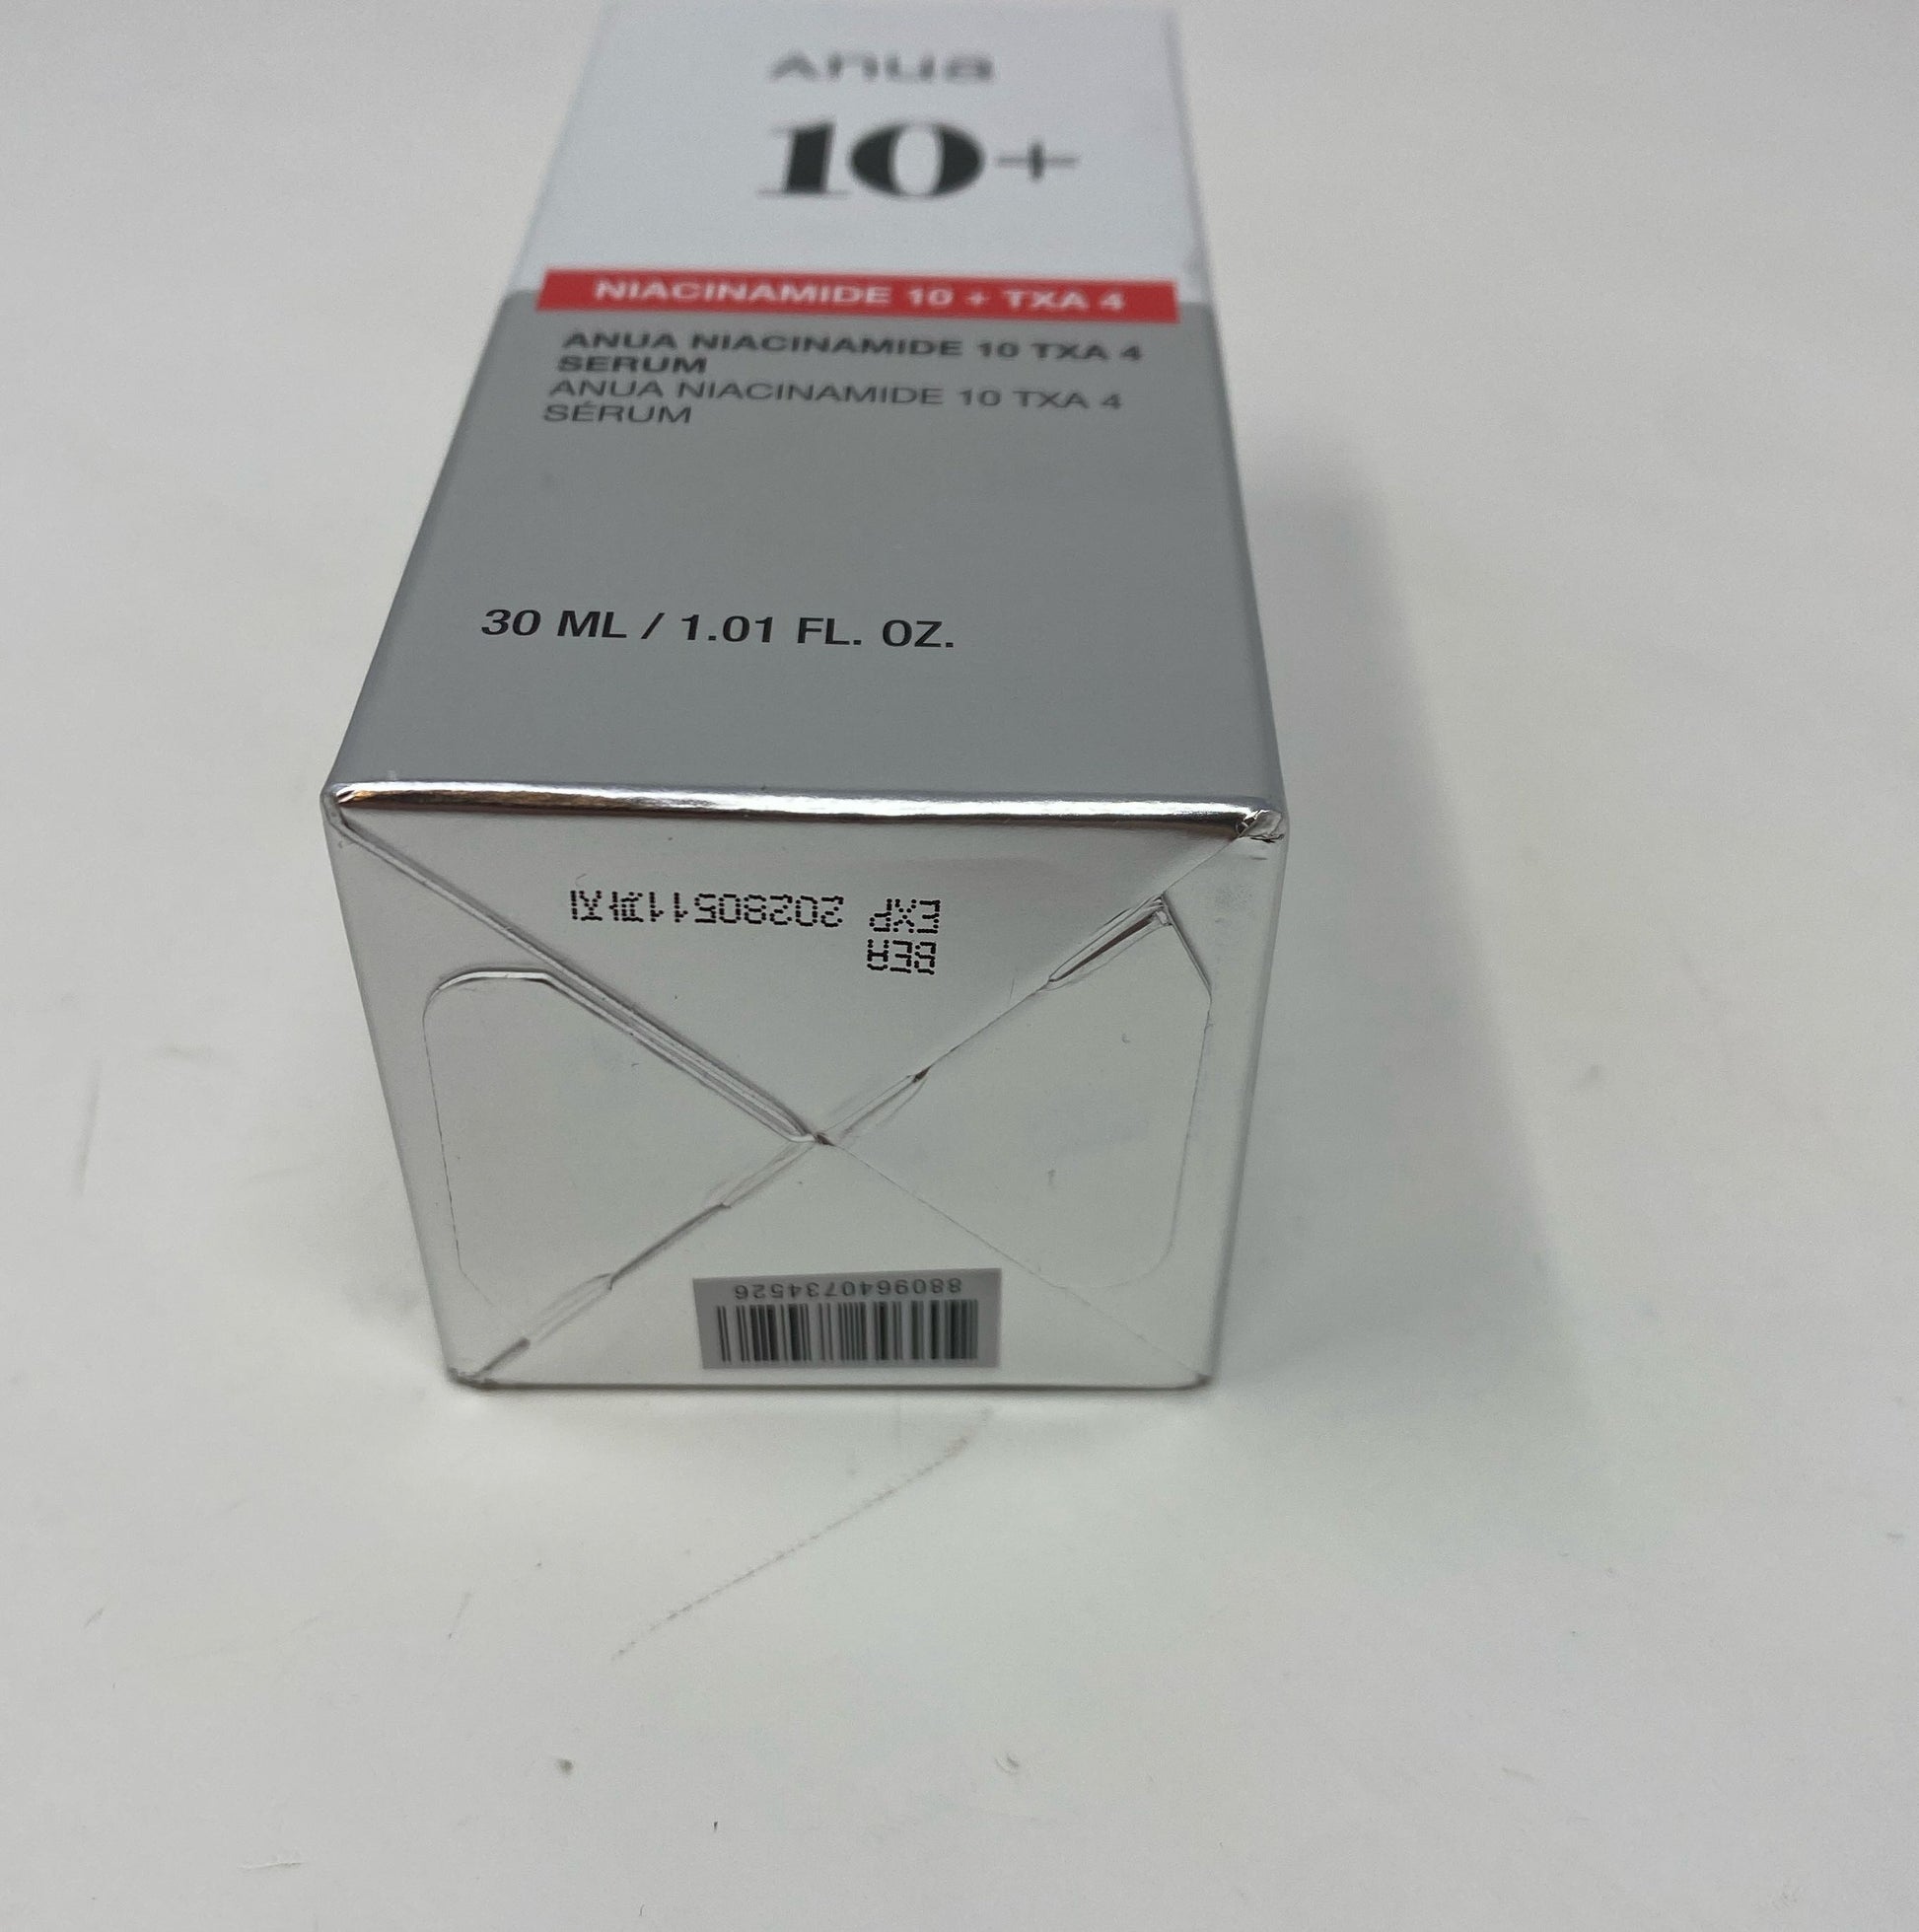 Anua
10+
NIACINAMIDE 10 + TXA 4
ANUA NIACINAMIDE 10 TXA 4
SERUM
ANUA NIACINAMIDE 10 TXA 4
SÉRUM
30 ML / 1.01 FL. OZ.
BEA
EXP 20280511까지
8809640734526